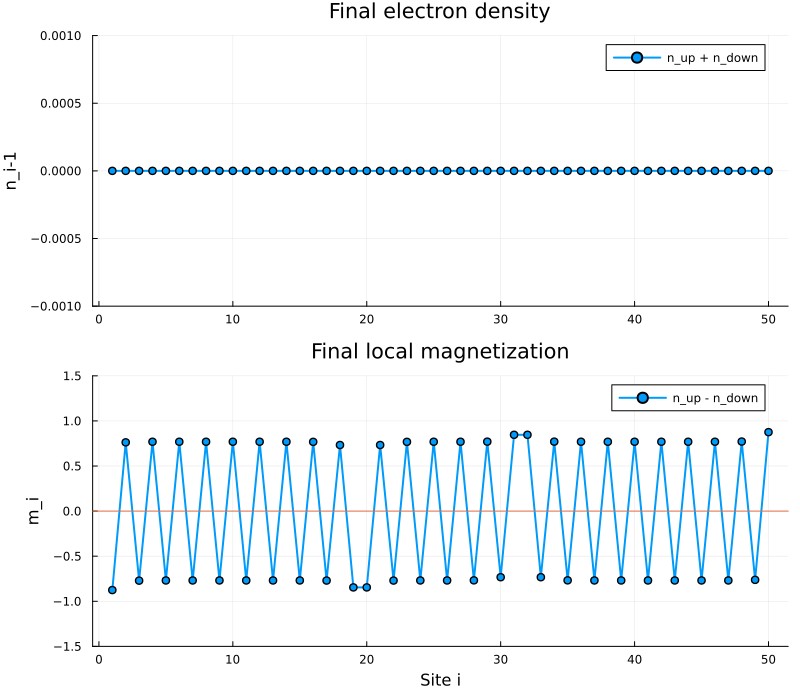 Final electron density
0.0010
n_up + n_down
0.0005
n_i-1
0.0000
−0.0005
−0.0010
0 10 20 30 40 50
Final local magnetization
1.5
n_up - n_down
1.0
0.5
m_i
0.0
−0.5
−1.0
−1.5
0 10 20 30 40 50
Site i